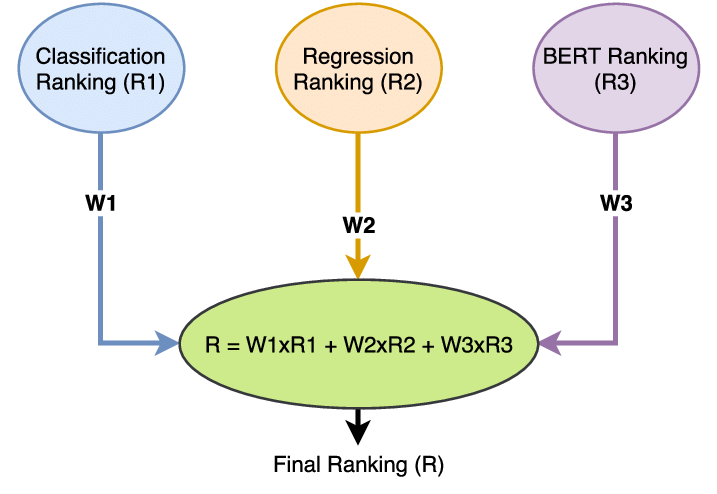 Classification
Ranking (R1)
Regression
Ranking (R2)
BERT Ranking
(R3)
W1
W2
W3
R = W1xR1 + W2xR2 + W3xR3
Final Ranking (R)